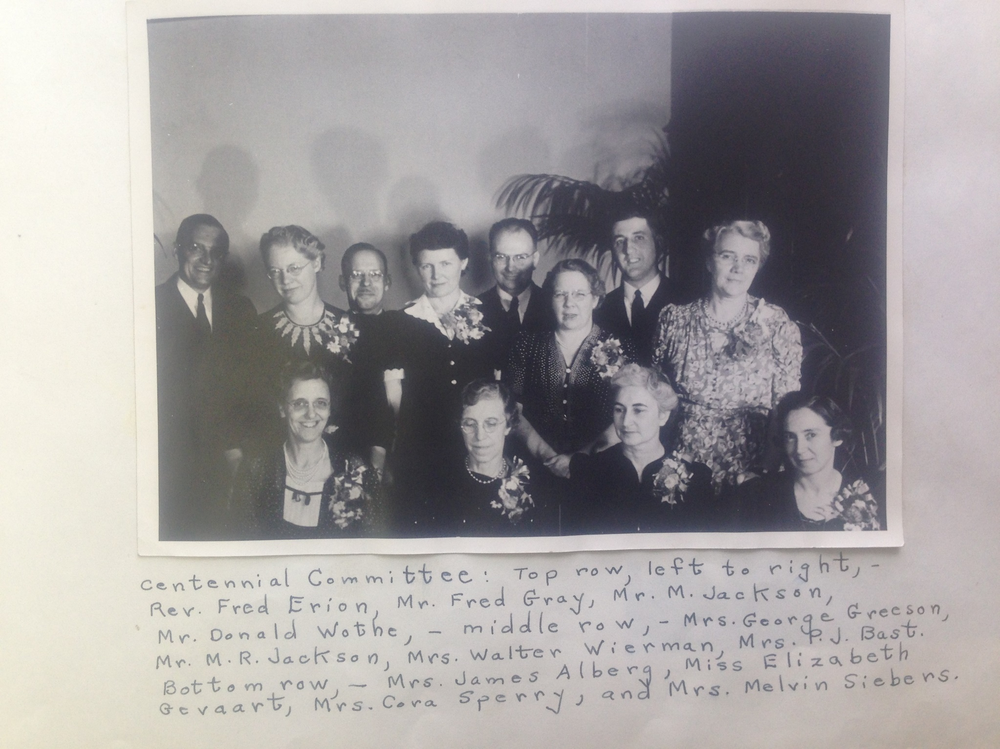 Centennial Committee: Top row, left to right, -
Rev. Fred Erion, Mr. Fred Gray, Mr. M. Jackson,
Mr. Donald Wothe, - middle row, - Mrs. George Greeson,
Mr. M. R. Jackson, Mrs. Walter Wierman, Mrs. P. J. Bast.
Bottom row, - Mrs. James Alberg, Miss Elizabeth
Gevaart, Mrs. Cora Sperry, and Mrs. Melvin Siebens.